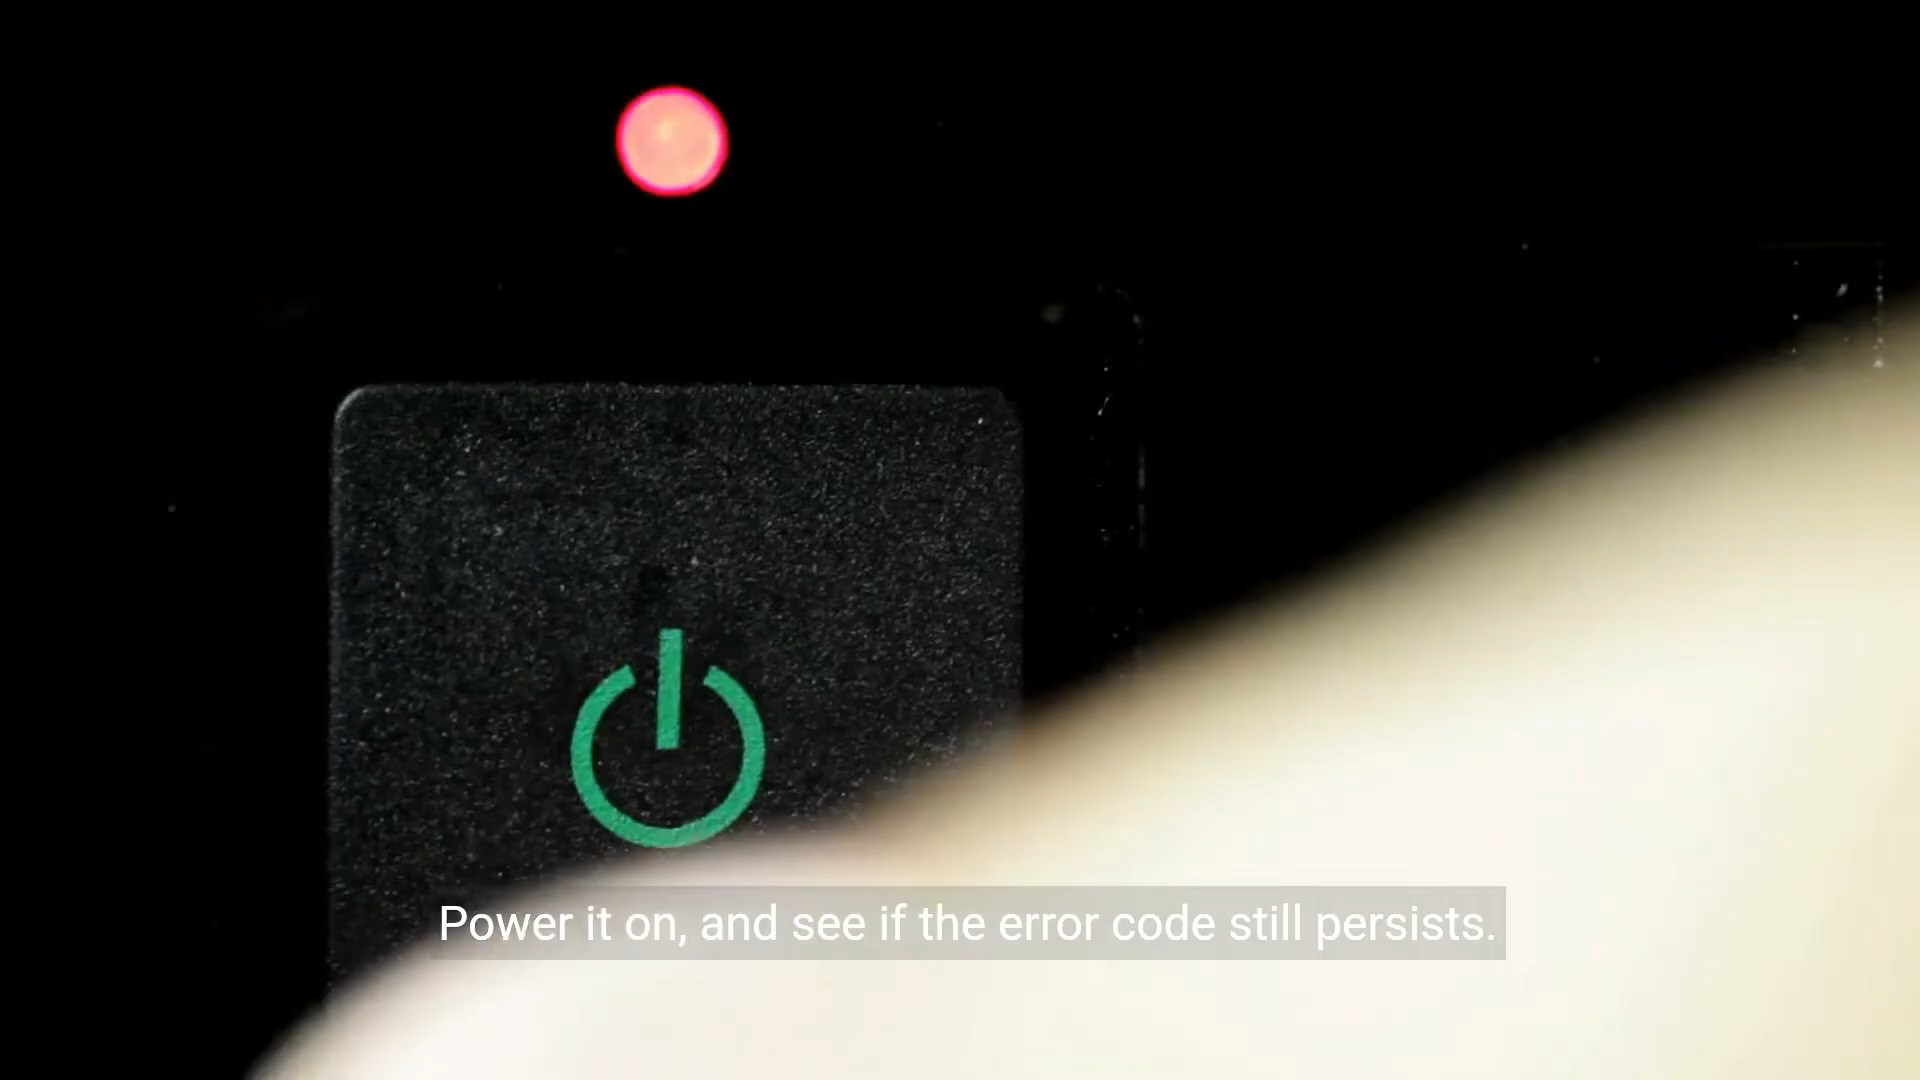 Power it on, and see if the error code still persists.